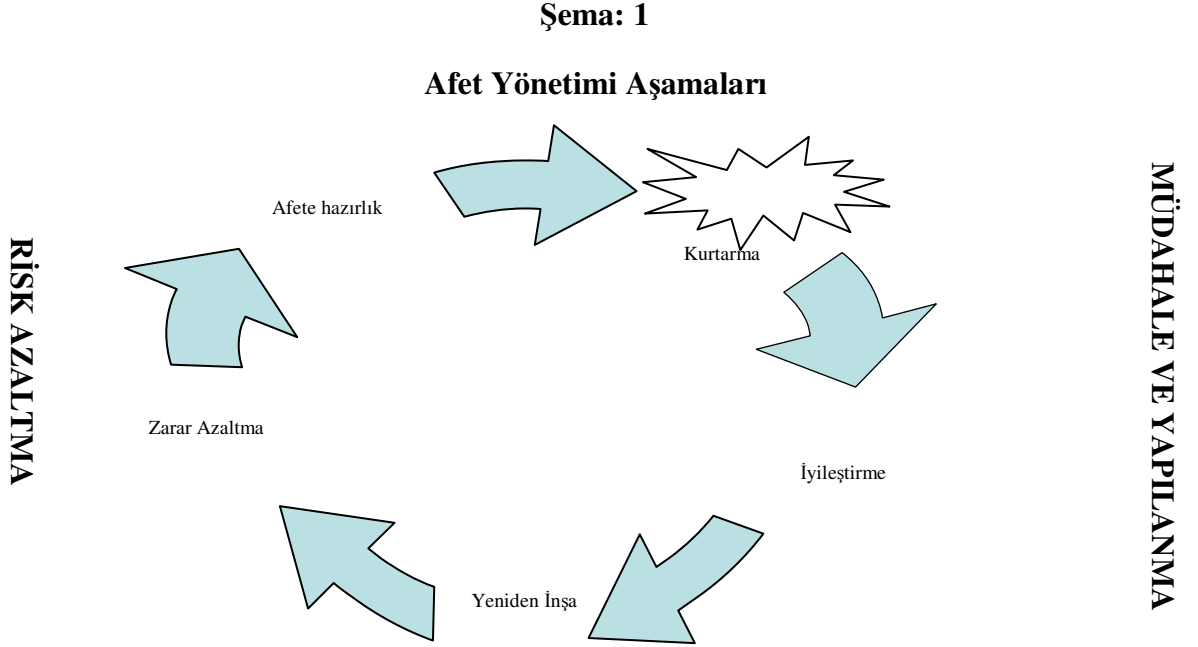 Şema: 1
Afet Yönetimi Aşamaları
Afete hazırlık
Kurtarma
RİSK AZALTMA
MÜDAHALE VE YAPILANMA
Zarar Azaltma
İyileştirme
Yeniden İnşa